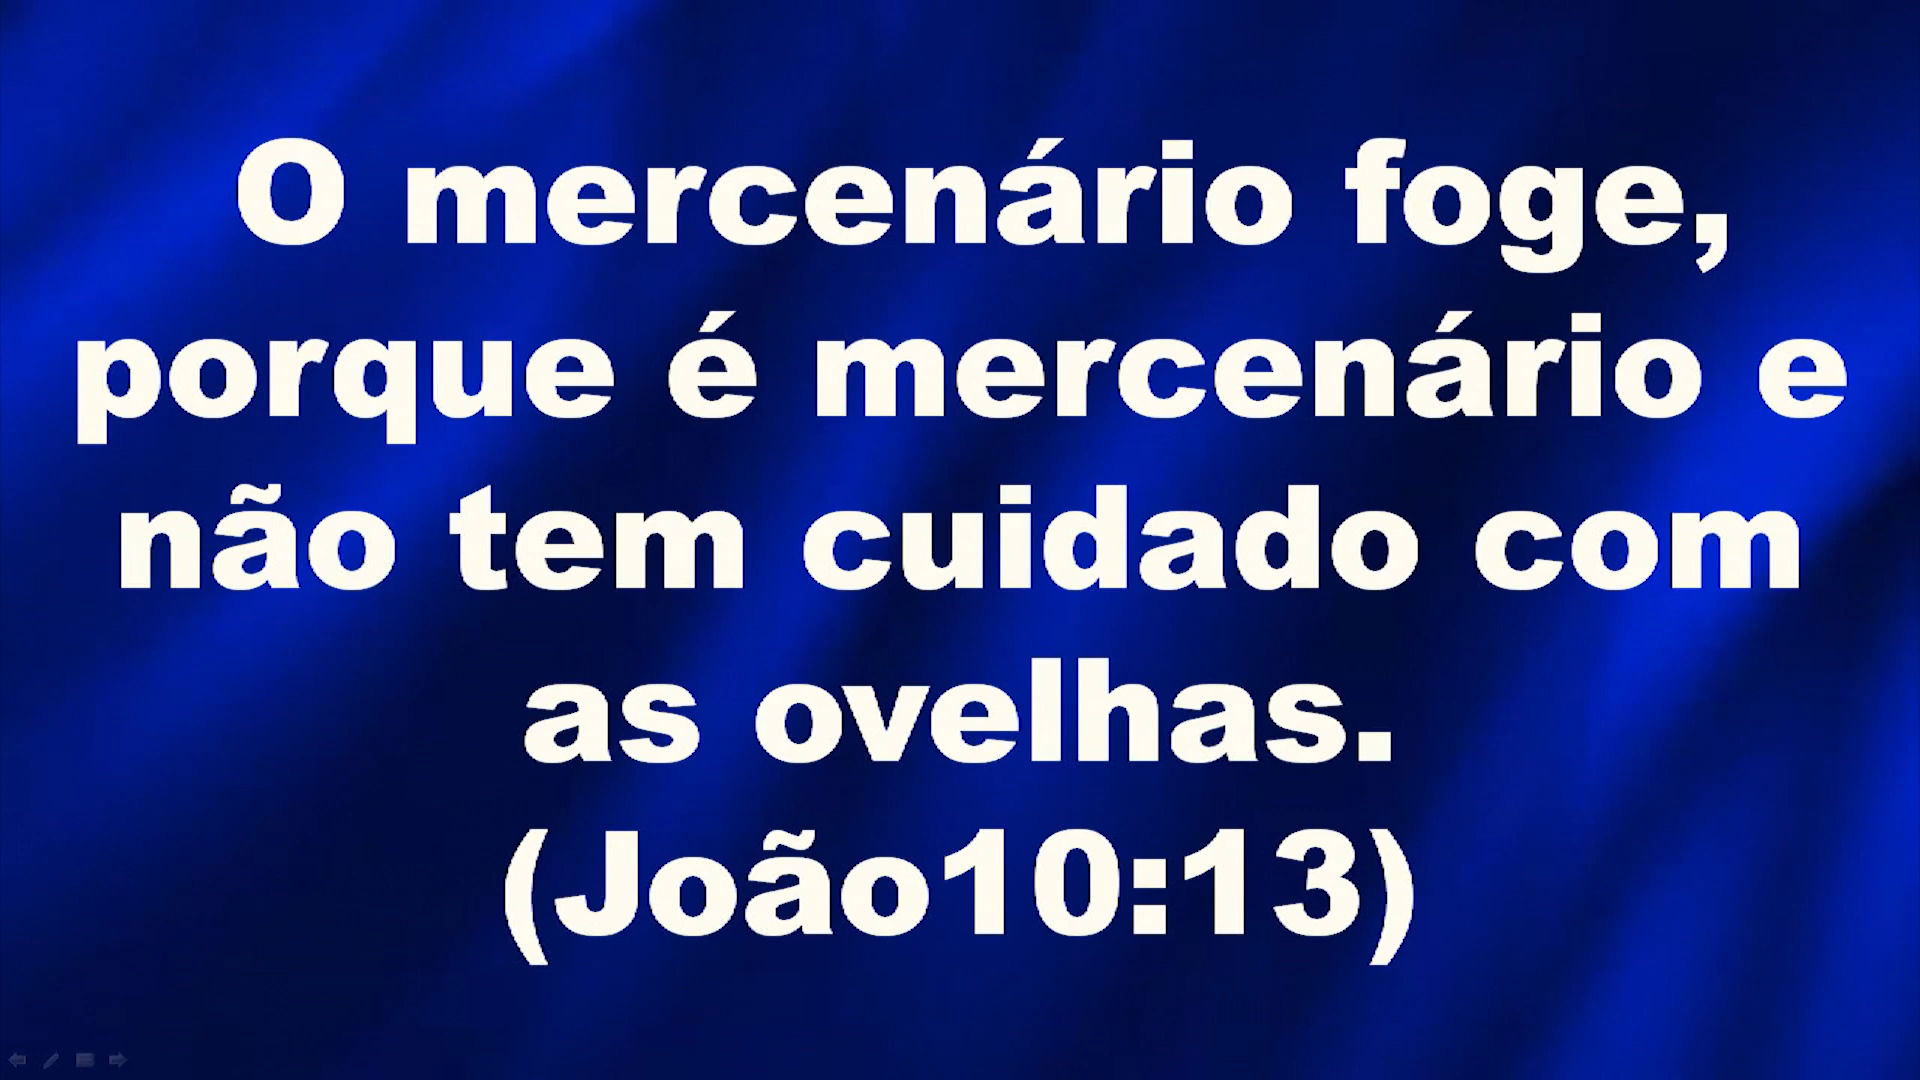 O mercenário foge,
porque é mercenário e
não tem cuidado com
as ovelhas.
(João10:13)